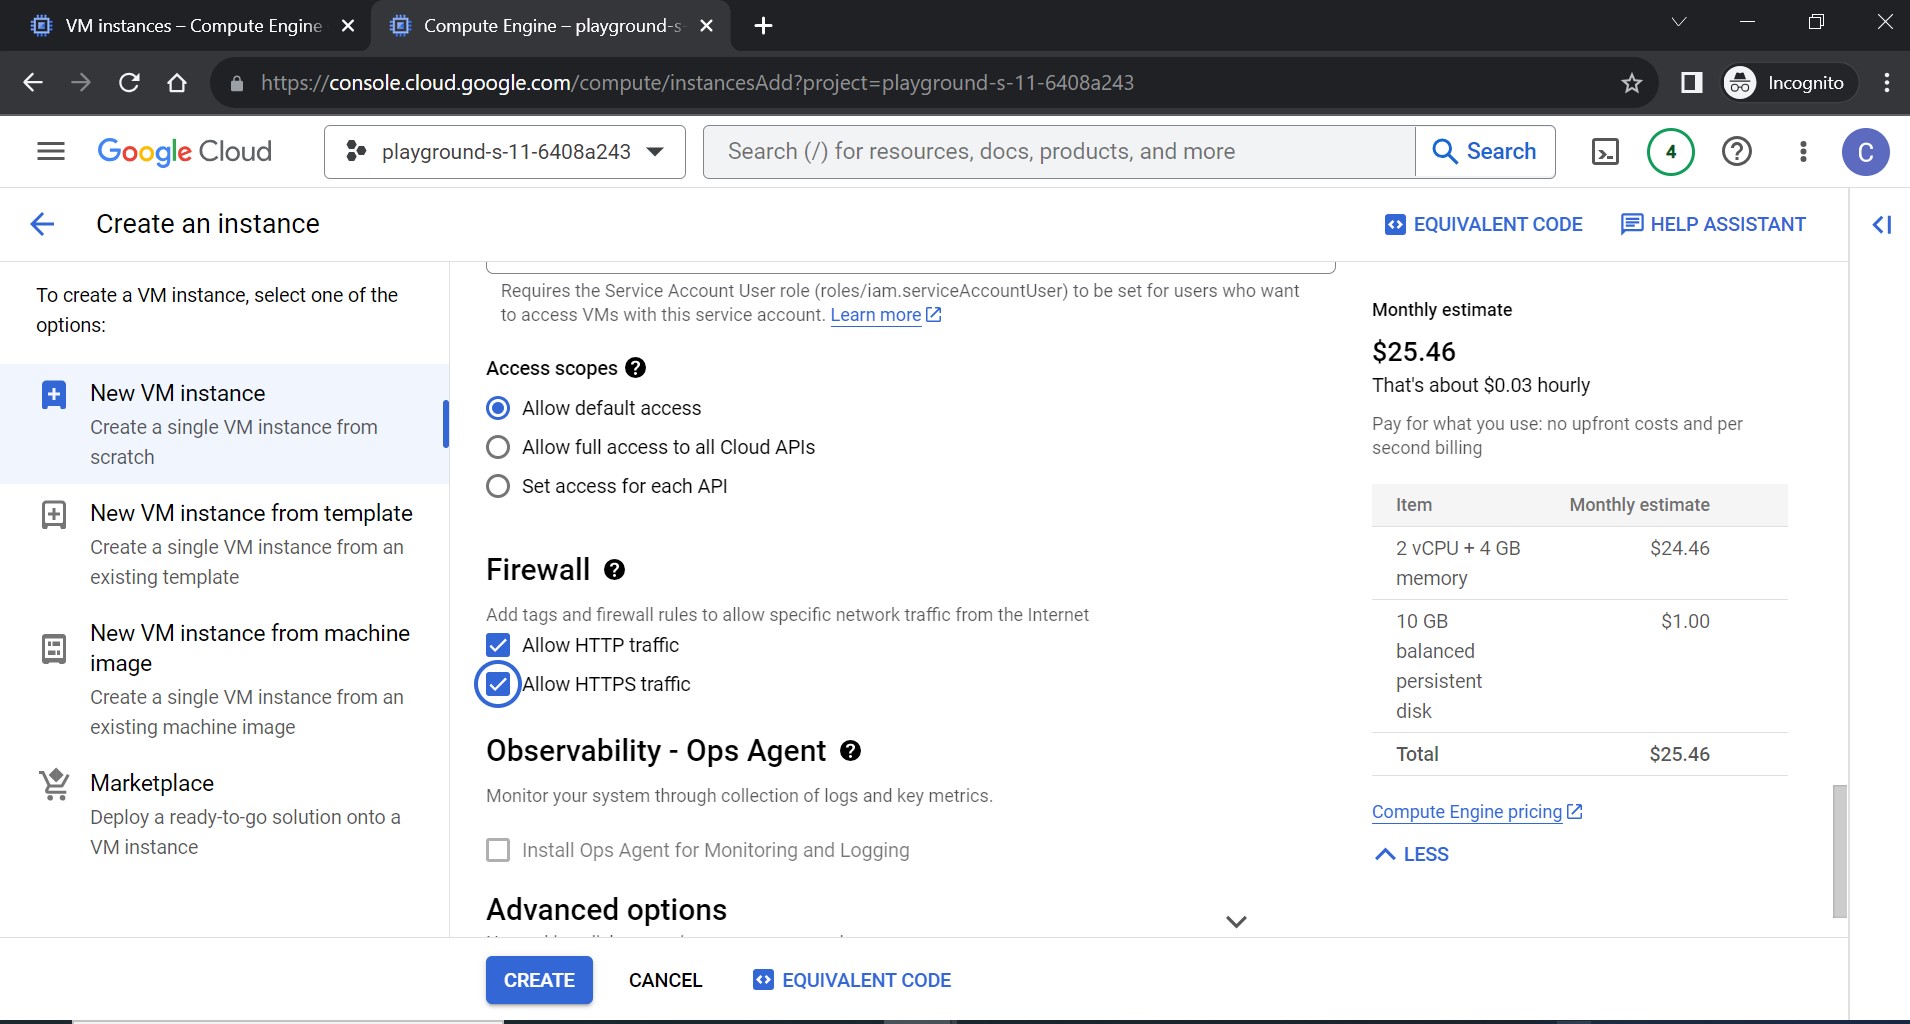 VM instances – Compute Engine
Compute Engine – playground-s-
https://console.cloud.google.com/compute/instancesAdd?project=playground-s-11-6408a243
Incognito
Google Cloud
playground-s-11-6408a243
Search (/) for resources, docs, products, and more
Search
4
C
Create an instance
EQUIVALENT CODE
HELP ASSISTANT
To create a VM instance, select one of the
options:
New VM instance
Create a single VM instance from
scratch
New VM instance from template
Create a single VM instance from an
existing template
New VM instance from machine
image
Create a single VM instance from an
existing machine image
Marketplace
Deploy a ready-to-go solution onto a
VM instance
Requires the Service Account User role (roles/iam.serviceAccountUser) to be set for users who want
to access VMs with this service account. Learn more
Access scopes
Allow default access
Allow full access to all Cloud APIs
Set access for each API
Firewall
Add tags and firewall rules to allow specific network traffic from the Internet
Allow HTTP traffic
Allow HTTPS traffic
Observability - Ops Agent
Monitor your system through collection of logs and key metrics.
Install Ops Agent for Monitoring and Logging
Advanced options
CREATE
CANCEL
EQUIVALENT CODE
Monthly estimate
$25.46
That's about $0.03 hourly
Pay for what you use: no upfront costs and per
second billing
Item Monthly estimate
2 vCPU + 4 GB $24.46
memory
10 GB $1.00
balanced
persistent
disk
Total $25.46
Compute Engine pricing
LESS